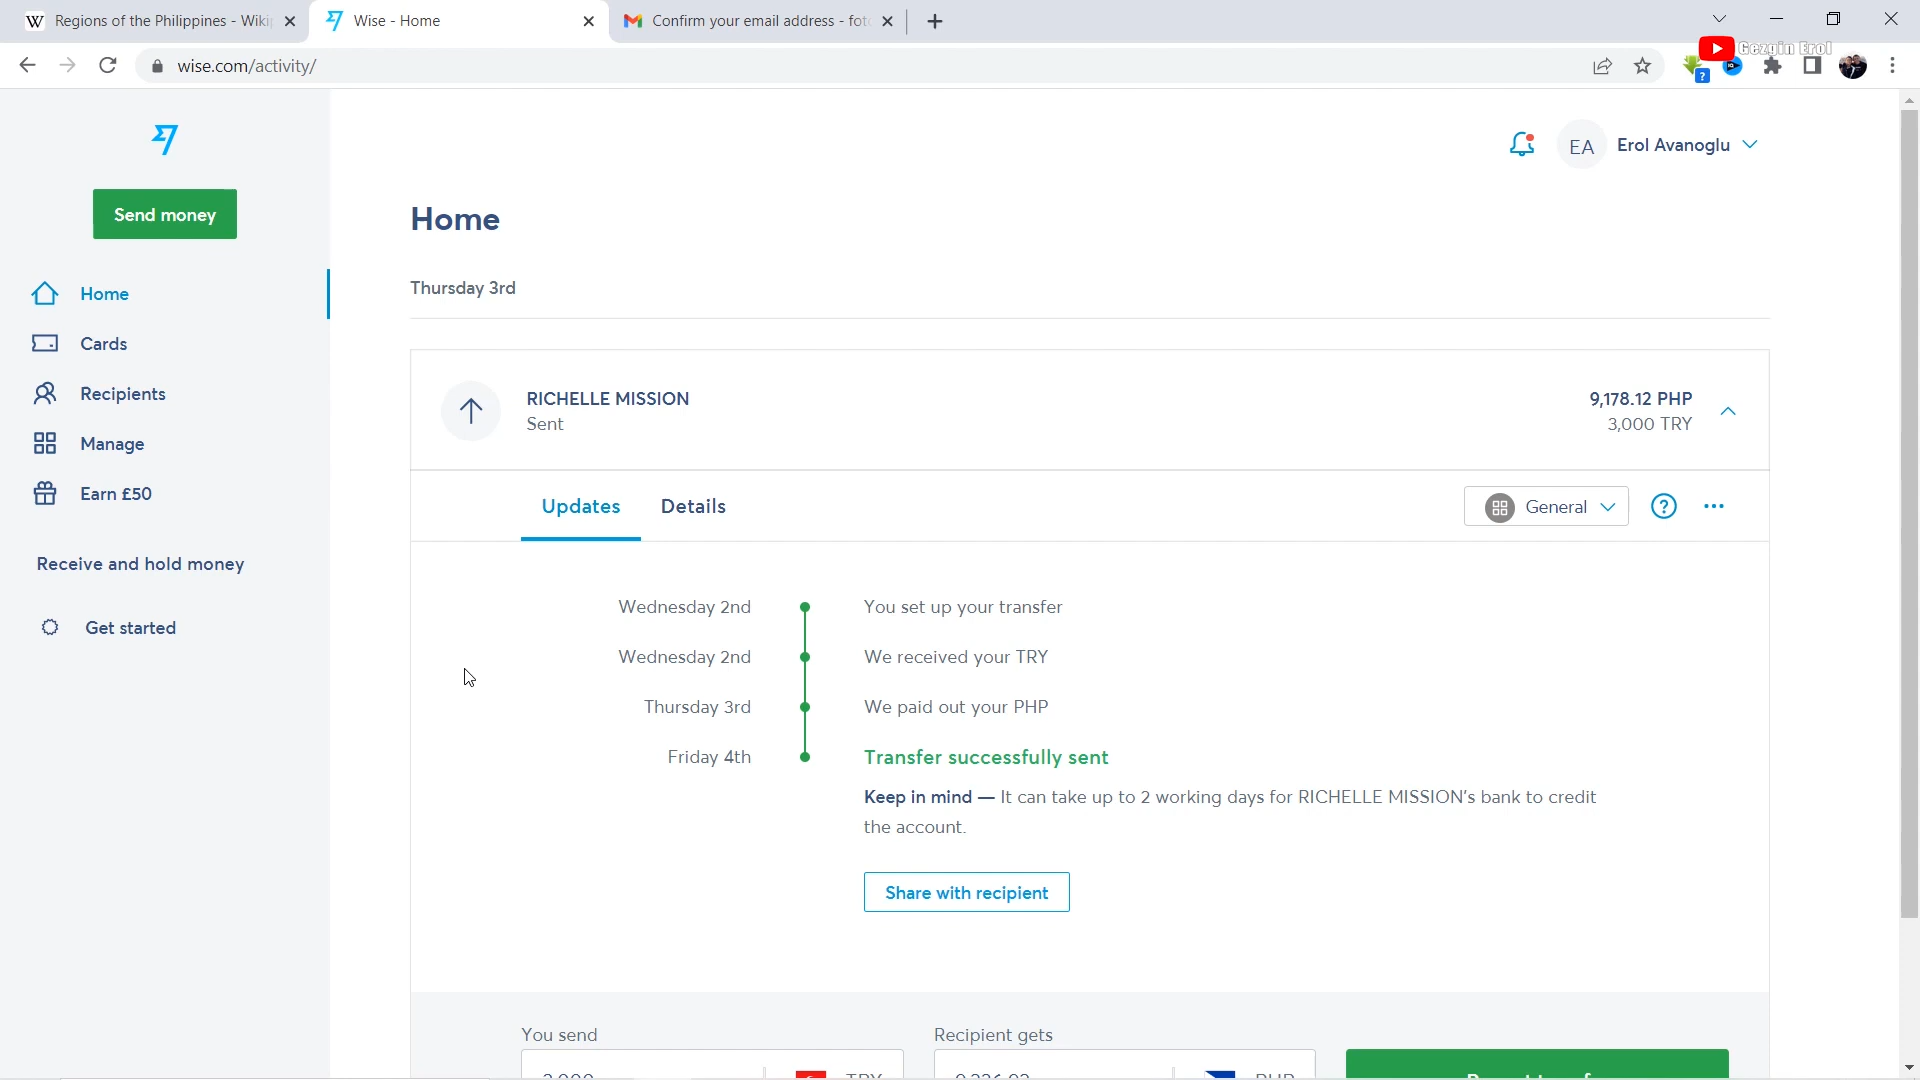 Regions of the Philippines - Wiki
Wise - Home
Confirm your email address - foto
wise.com/activity/
Gezgin Erol
Send money
EA
Erol Avanoglu
Home
Thursday 3rd
Home
Cards
Recipients
Manage
Earn £50
Receive and hold money
Get started
RICHELLE MISSION
Sent
9,178.12 PHP
3,000 TRY
Updates
Details
General
Wednesday 2nd
You set up your transfer
Wednesday 2nd
We received your TRY
Thursday 3rd
We paid out your PHP
Friday 4th
Transfer successfully sent
Keep in mind — It can take up to 2 working days for RICHELLE MISSION's bank to credit
the account.
Share with recipient
You send
Recipient gets
TRY
PHP